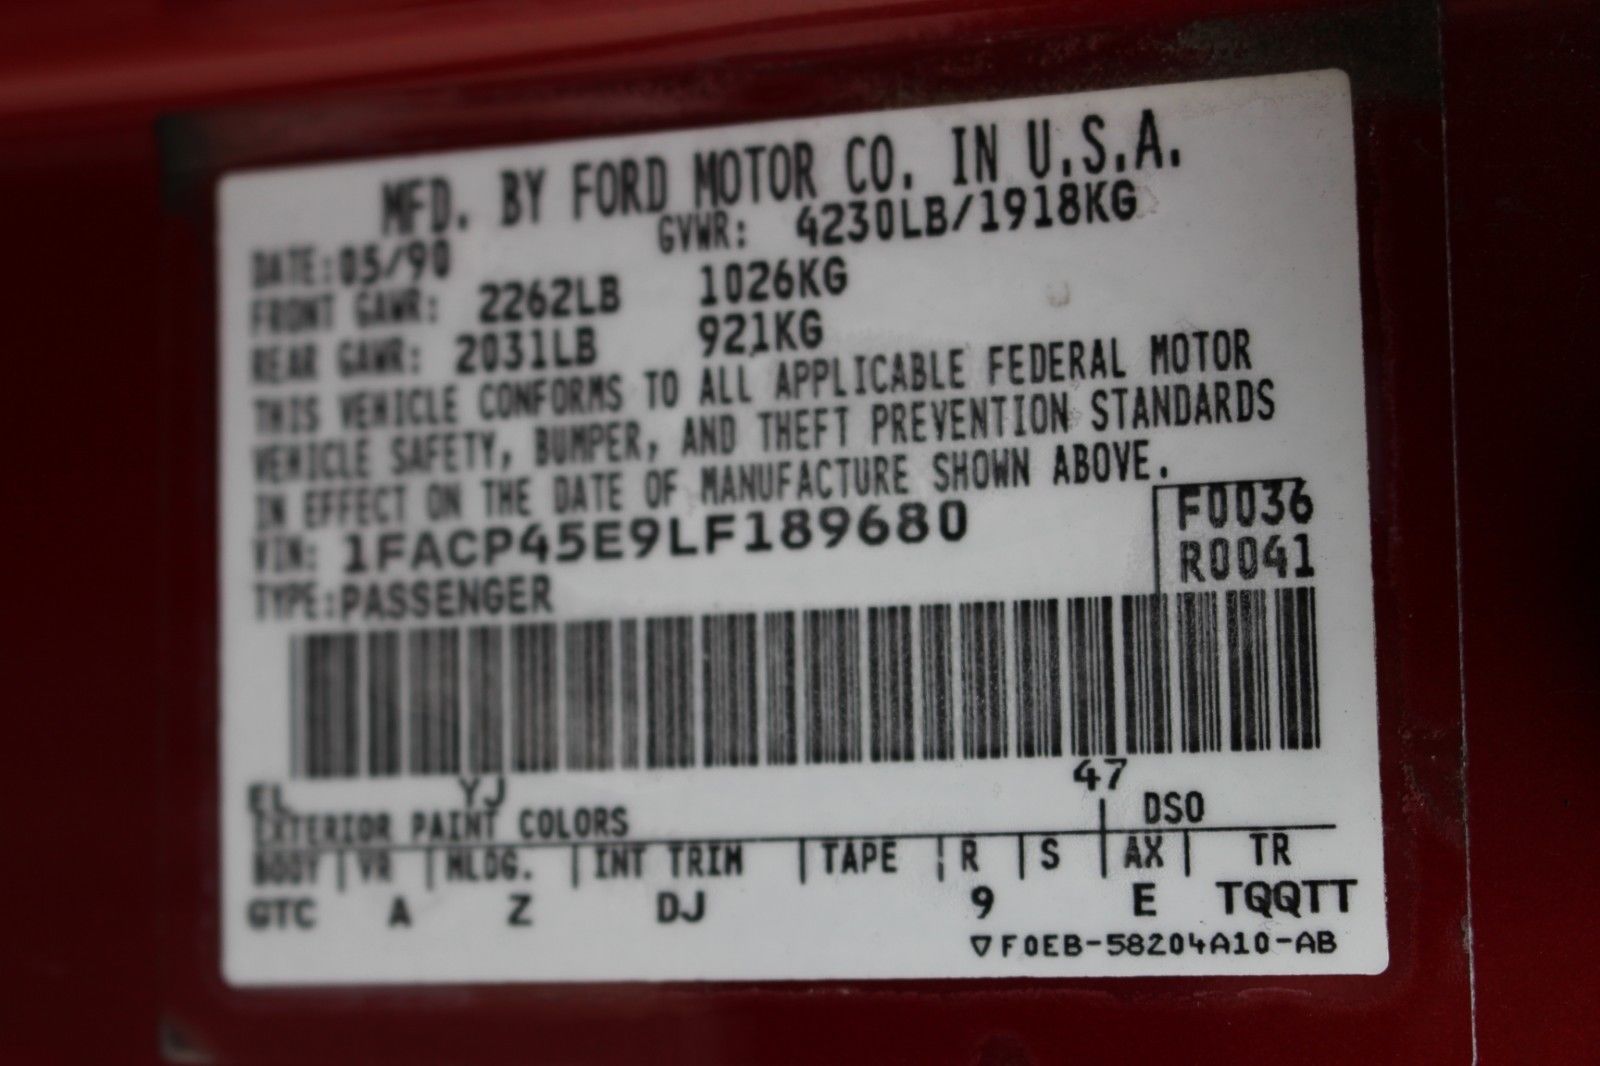 MFD. BY FORD MOTOR CO. IN U.S.A.
DATE:05/90 GVWR: 4230LB/1918KG
FRONT GAWR: 2262LB 1026KG
REAR GAWR: 2031LB 921KG
THIS VEHICLE CONFORMS TO ALL APPLICABLE FEDERAL MOTOR
VEHICLE SAFETY, BUMPER, AND THEFT PREVENTION STANDARDS
IN EFFECT ON THE DATE OF MANUFACTURE SHOWN ABOVE.
VIN: 1FACP45E9LF189680 F0036
TYPE:PASSENGER R0041
EL YJ 47
EXTERIOR PAINT COLORS DSO
BODY VR MLDG. INT TRIM TAPE R S AX TR
GTC A Z DJ 9 E TQQTT
▽F0EB-58204A10-AB